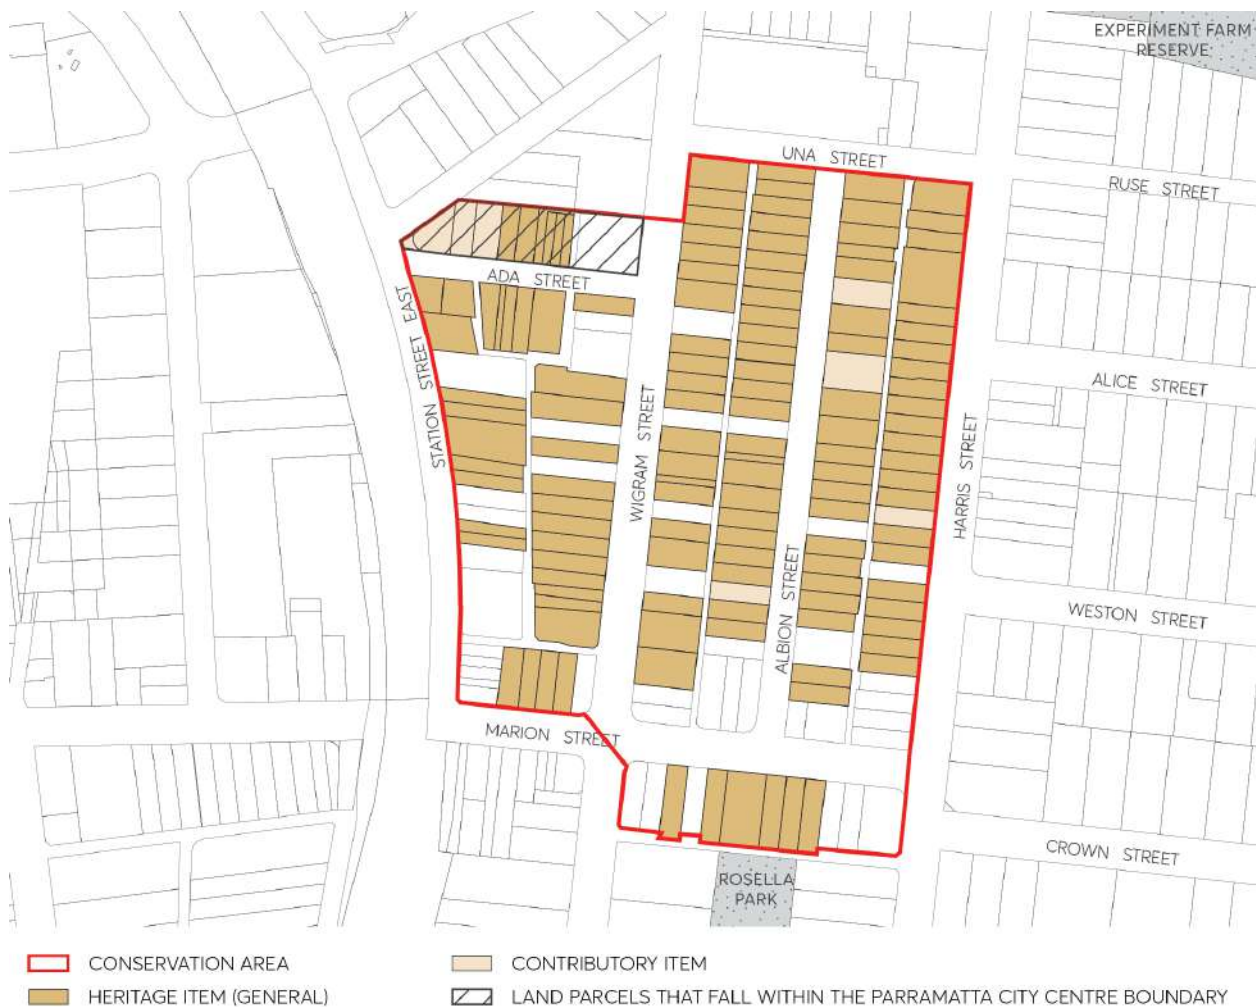 EXPERIMENT FARM
RESERVE
UNA STREET
RUSE STREET
ADA STREET
STATION STREET EAST
ALICE STREET
WIGRAM STREET
HARRIS STREET
ALBION STREET
WESTON STREET
MARION STREET
CROWN STREET
ROSELLA
PARK
CONSERVATION AREA
CONTRIBUTORY ITEM
HERITAGE ITEM (GENERAL)
LAND PARCELS THAT FALL WITHIN THE PARRAMATTA CITY CENTRE BOUNDARY